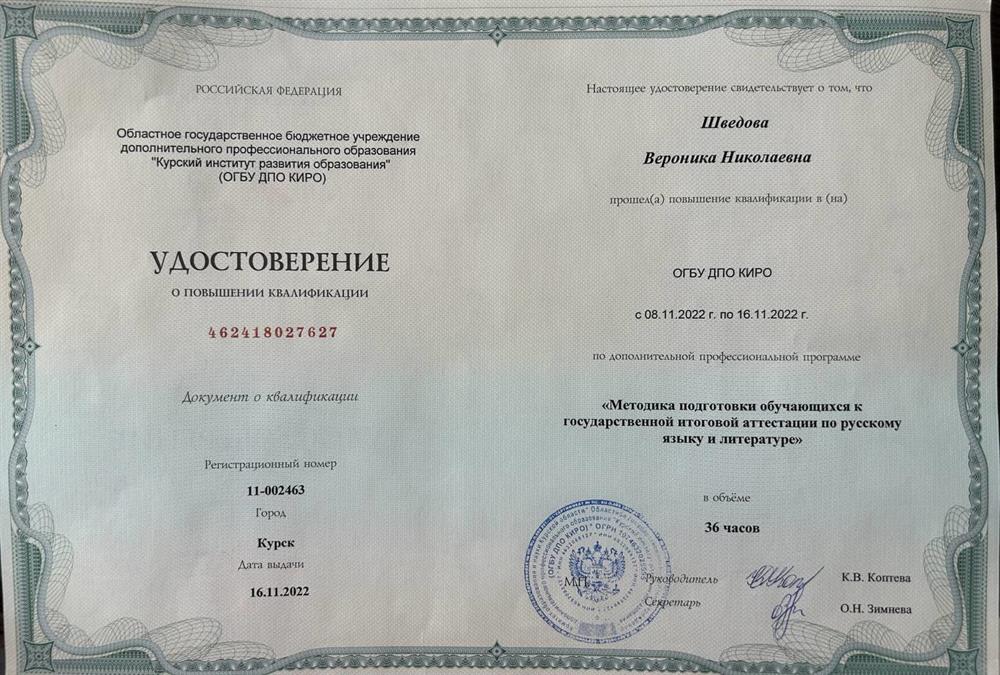 РОССИЙСКАЯ ФЕДЕРАЦИЯ
Областное государственное бюджетное учреждение
дополнительного профессионального образования
"Курский институт развития образования"
(ОГБУ ДПО КИРО)
УДОСТОВЕРЕНИЕ
О ПОВЫШЕНИИ КВАЛИФИКАЦИИ
462418027627
Документ о квалификации
Регистрационный номер
11-002463
Город
Курск
Дата выдачи
16.11.2022
Настоящее удостоверение свидетельствует о том, что
Шведова
Вероника Николаевна
прошел(а) повышение квалификации в (на)
ОГБУ ДПО КИРО
с 08.11.2022 г. по 16.11.2022 г.
по дополнительной профессиональной программе
«Методика подготовки обучающихся к
государственной итоговой аттестации по русскому
языку и литературе»
в объёме
36 часов
М.П.
Руководитель
К.В. Коптева
Секретарь
О.Н. Зимнева